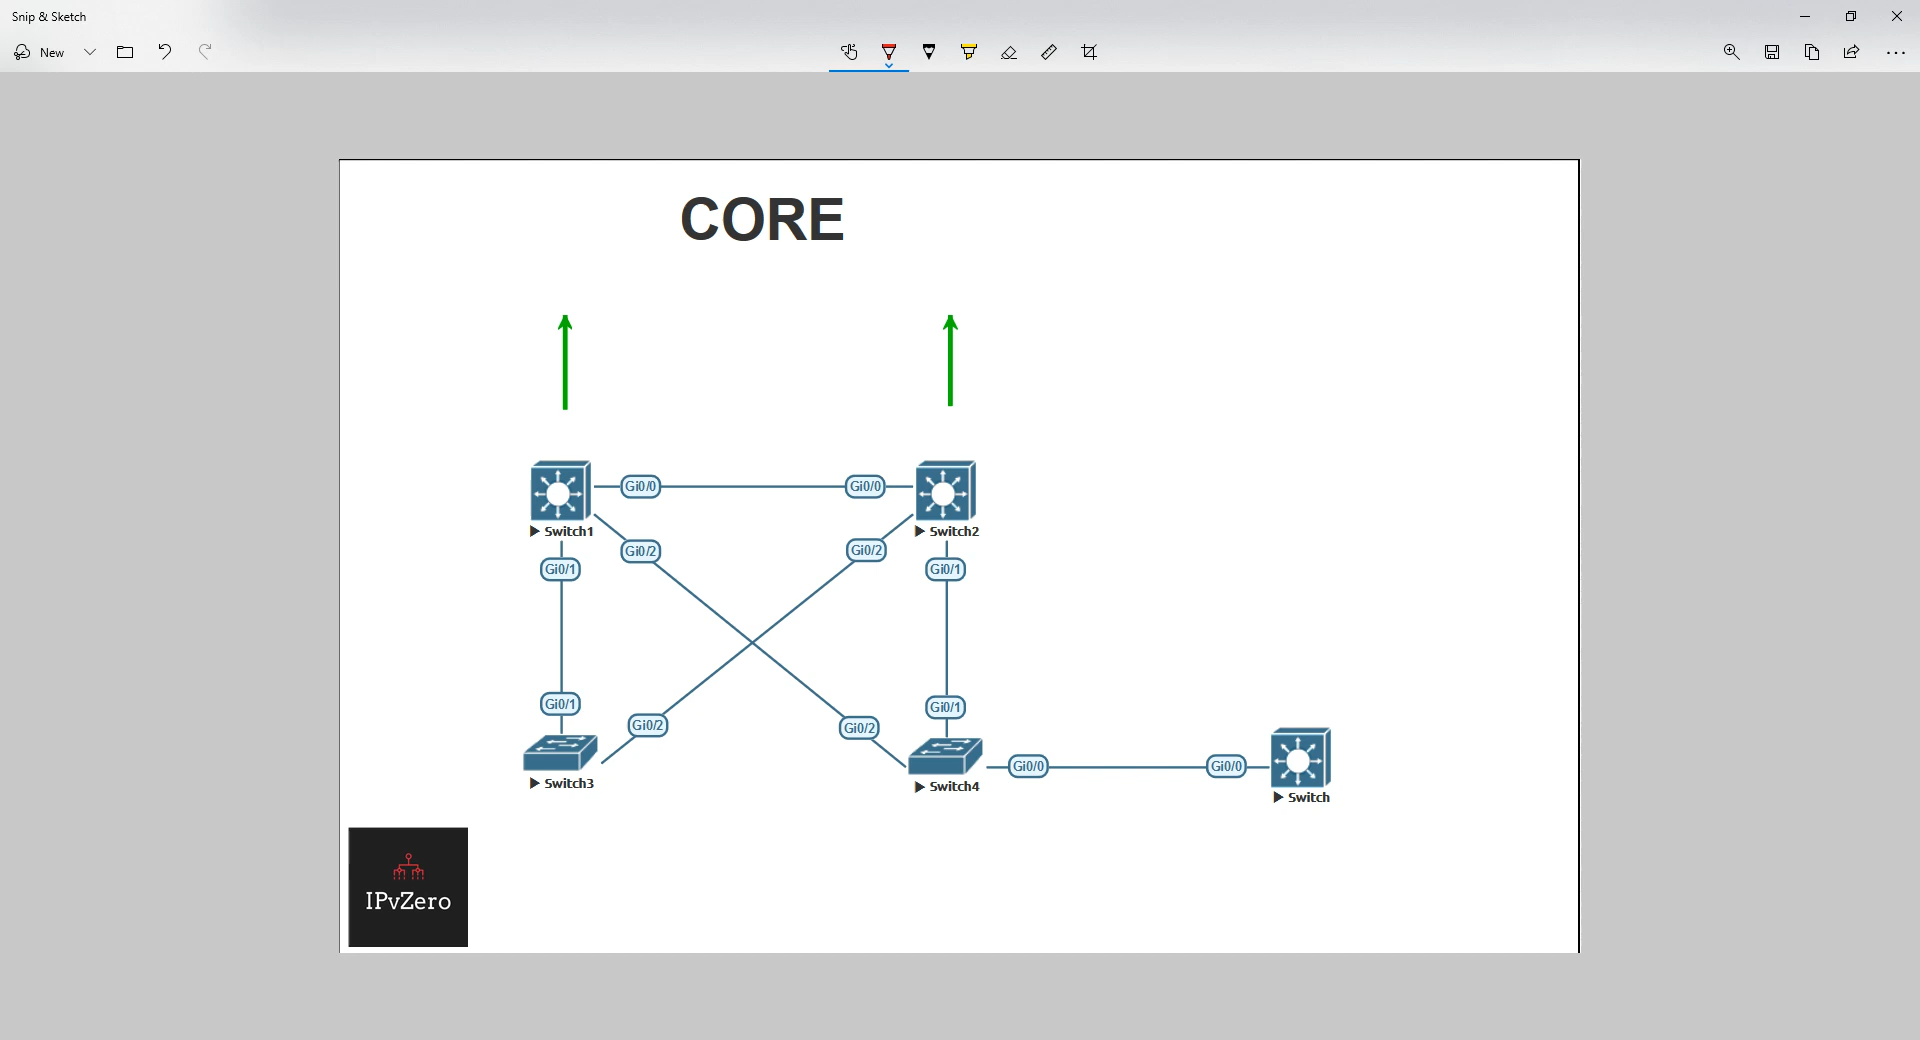 Snip & Sketch
New
CORE
Gi0/0
Gi0/0
Switch1
Switch2
Gi0/2
Gi0/2
Gi0/1
Gi0/1
Gi0/1
Gi0/1
Gi0/2
Gi0/2
Switch3
Switch4
Gi0/0
Gi0/0
Switch
IPvZero